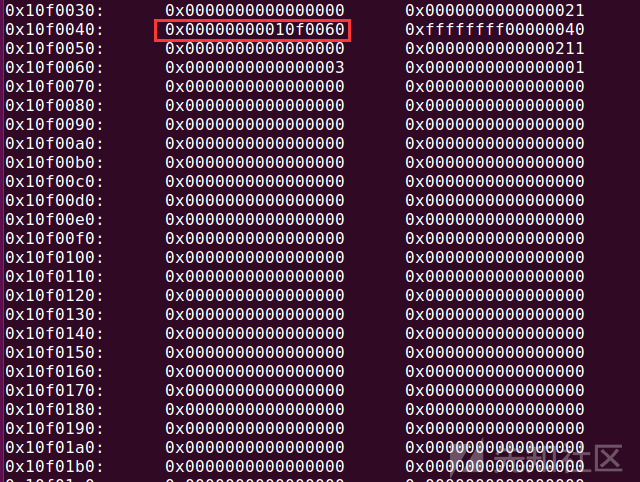 0x10f0030: 0x0000000000000000 0x0000000000000021
0x10f0040: 0x00000000010f0060 0xffffffff00000040
0x10f0050: 0x0000000000000000 0x0000000000000211
0x10f0060: 0x0000000000000003 0x0000000000000001
0x10f0070: 0x0000000000000000 0x0000000000000000
0x10f0080: 0x0000000000000000 0x0000000000000000
0x10f0090: 0x0000000000000000 0x0000000000000000
0x10f00a0: 0x0000000000000000 0x0000000000000000
0x10f00b0: 0x0000000000000000 0x0000000000000000
0x10f00c0: 0x0000000000000000 0x0000000000000000
0x10f00d0: 0x0000000000000000 0x0000000000000000
0x10f00e0: 0x0000000000000000 0x0000000000000000
0x10f00f0: 0x0000000000000000 0x0000000000000000
0x10f0100: 0x0000000000000000 0x0000000000000000
0x10f0110: 0x0000000000000000 0x0000000000000000
0x10f0120: 0x0000000000000000 0x0000000000000000
0x10f0130: 0x0000000000000000 0x0000000000000000
0x10f0140: 0x0000000000000000 0x0000000000000000
0x10f0150: 0x0000000000000000 0x0000000000000000
0x10f0160: 0x0000000000000000 0x0000000000000000
0x10f0170: 0x0000000000000000 0x0000000000000000
0x10f0180: 0x0000000000000000 0x0000000000000000
0x10f0190: 0x0000000000000000 0x0000000000000000
0x10f01a0: 0x0000000000000000 0x0000000000000000
0x10f01b0: 0x0000000000000000 0x0000000000000000
先知社区